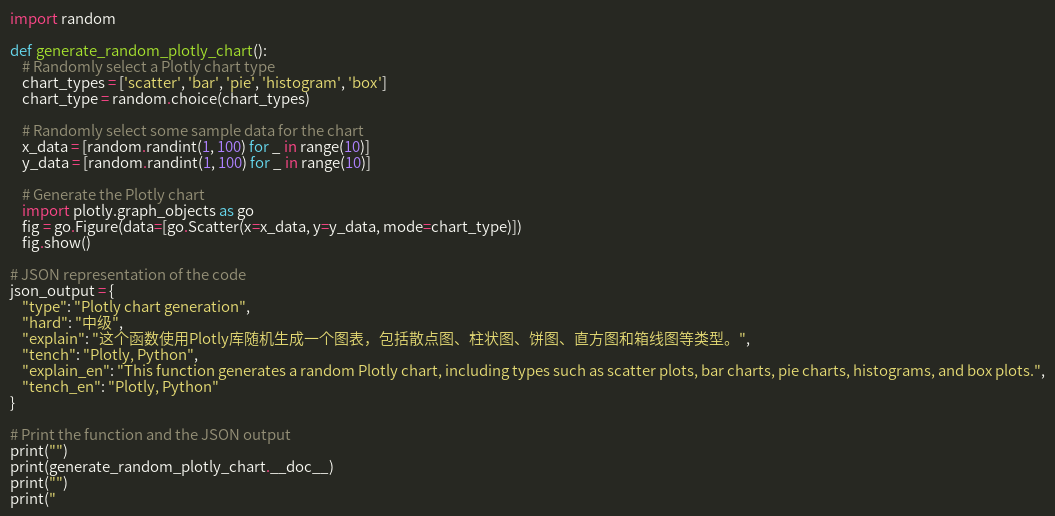 import random
def generate_random_plotly_chart():
# Randomly select a Plotly chart type
chart_types = ['scatter', 'bar', 'pie', 'histogram', 'box']
chart_type = random.choice(chart_types)
# Randomly select some sample data for the chart
x_data = [random.randint(1, 100) for _ in range(10)]
y_data = [random.randint(1, 100) for _ in range(10)]
# Generate the Plotly chart
import plotly.graph_objects as go
fig = go.Figure(data=[go.Scatter(x=x_data, y=y_data, mode=chart_type)])
fig.show()
# JSON representation of the code
json_output = {
"type": "Plotly chart generation",
"hard": "中级",
"explain": "这个函数使用Plotly库随机生成一个图表，包括散点图、柱状图、饼图、直方图和箱线图等类型。",
"tench": "Plotly, Python",
"explain_en": "This function generates a random Plotly chart, including types such as scatter plots, bar charts, pie charts, histograms, and box plots.",
"tench_en": "Plotly, Python"
}
# Print the function and the JSON output
print("")
print(generate_random_plotly_chart.__doc__)
print("")
print("